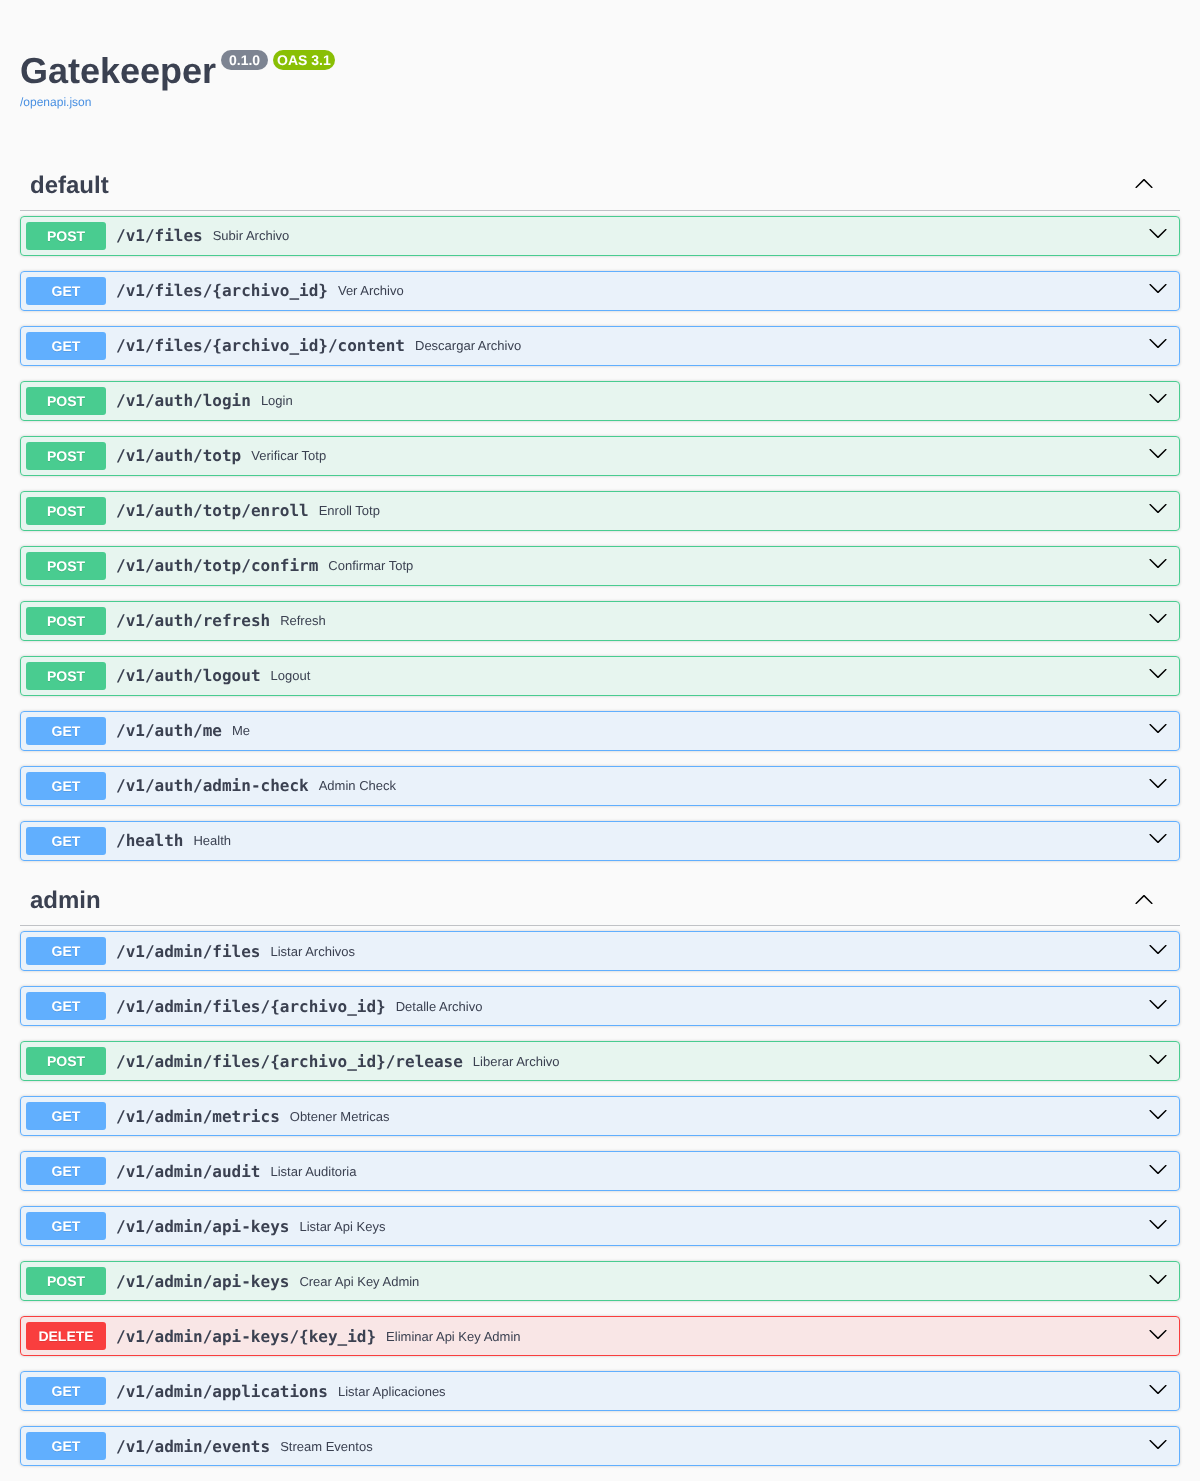 Gatekeeper 0.1.0 OAS 3.1
/openapi.json
default
POST /v1/files Subir Archivo
GET /v1/files/{archivo_id} Ver Archivo
GET /v1/files/{archivo_id}/content Descargar Archivo
POST /v1/auth/login Login
POST /v1/auth/totp Verificar Totp
POST /v1/auth/totp/enroll Enroll Totp
POST /v1/auth/totp/confirm Confirmar Totp
POST /v1/auth/refresh Refresh
POST /v1/auth/logout Logout
GET /v1/auth/me Me
GET /v1/auth/admin-check Admin Check
GET /health Health
admin
GET /v1/admin/files Listar Archivos
GET /v1/admin/files/{archivo_id} Detalle Archivo
POST /v1/admin/files/{archivo_id}/release Liberar Archivo
GET /v1/admin/metrics Obtener Metricas
GET /v1/admin/audit Listar Auditoria
GET /v1/admin/api-keys Listar Api Keys
POST /v1/admin/api-keys Crear Api Key Admin
DELETE /v1/admin/api-keys/{key_id} Eliminar Api Key Admin
GET /v1/admin/applications Listar Aplicaciones
GET /v1/admin/events Stream Eventos